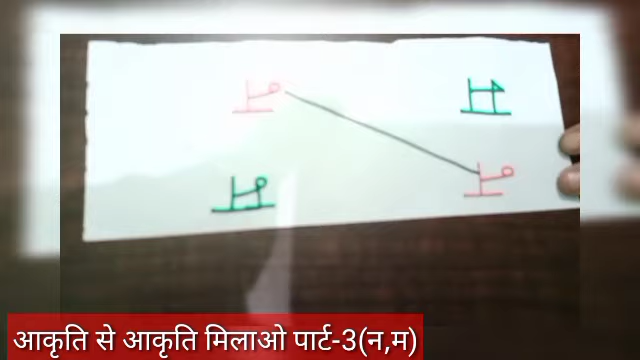 न म
म न
आकृति से आकृति मिलाओ पार्ट-3(न,म)